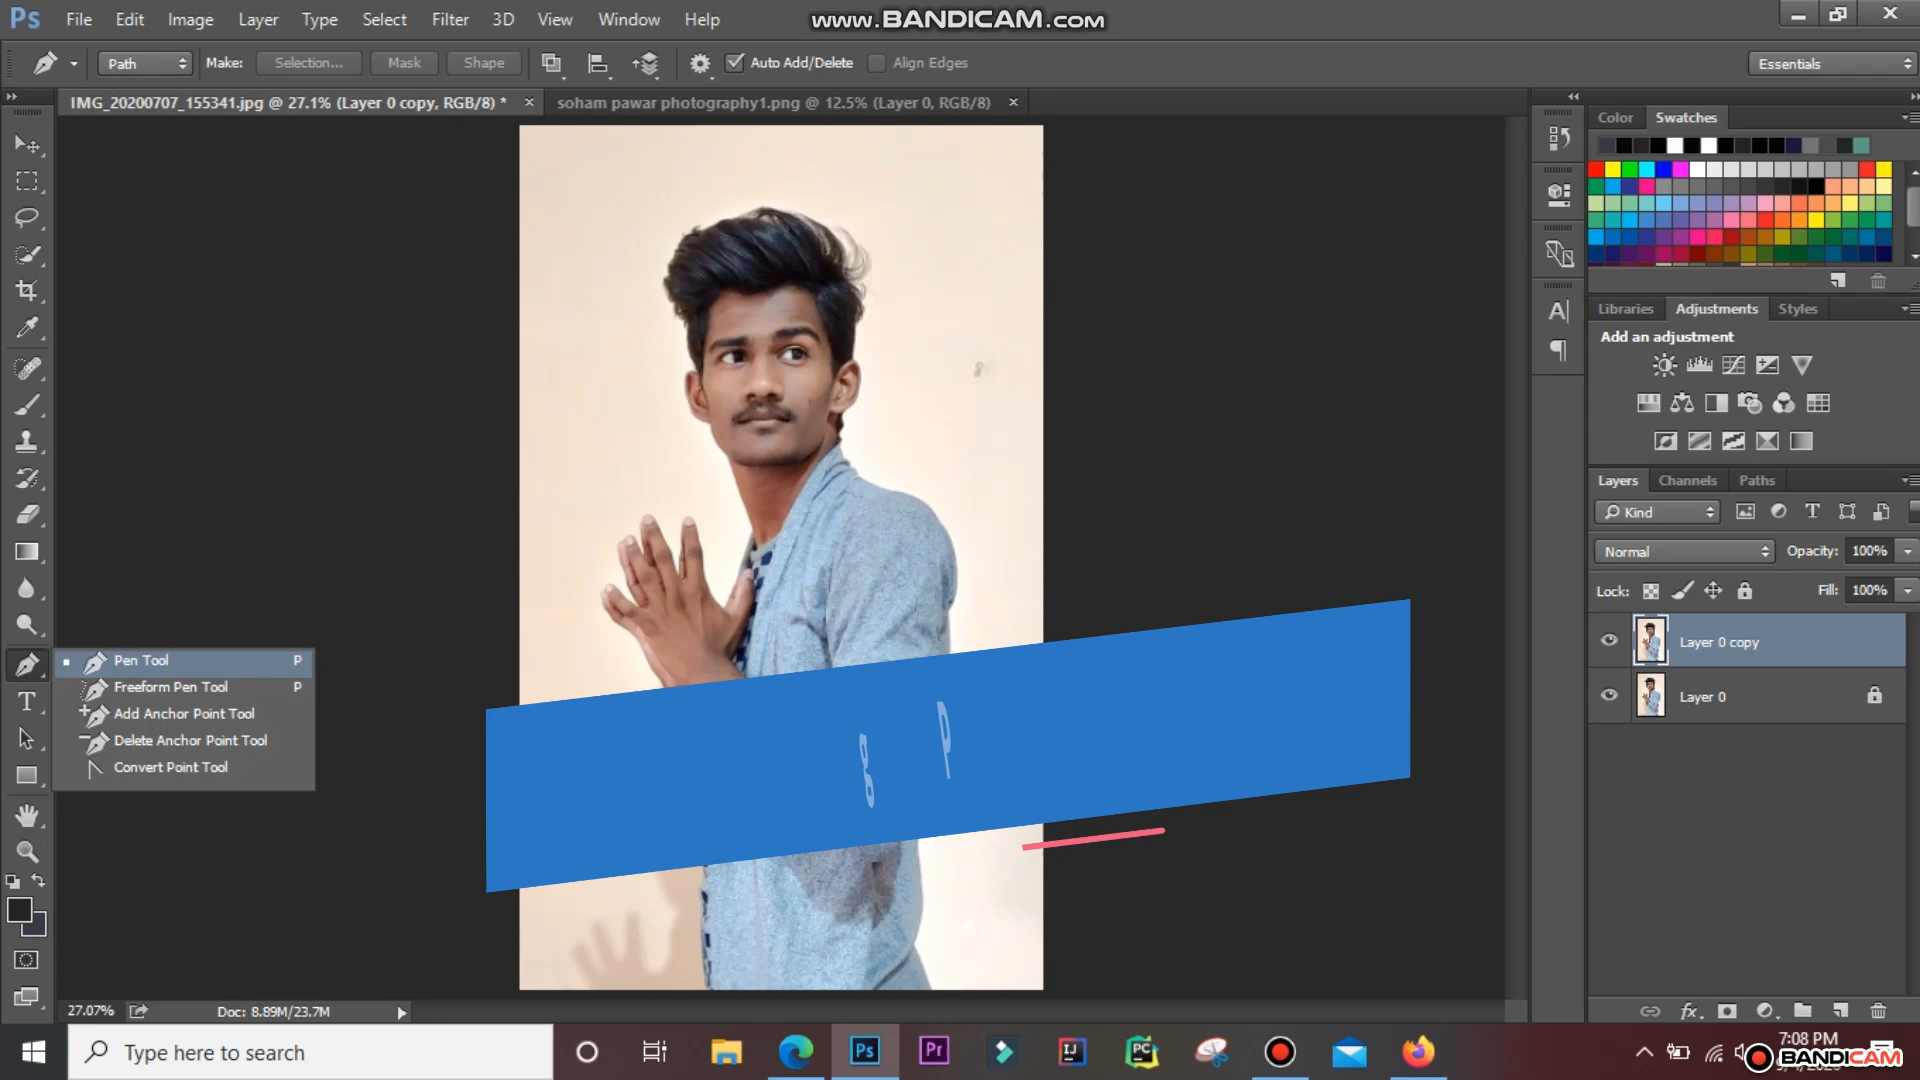 Ps File Edit Image Layer Type Select Filter 3D View Window Help
www.BANDICAM.com
Path Make: Selection... Mask Shape Auto Add/Delete Align Edges Essentials
IMG_20200707_155341.jpg @ 27.1% (Layer 0 copy, RGB/8) * × soham pawar photography1.png @ 12.5% (Layer 0, RGB/8) ×
Color Swatches
Libraries Adjustments Styles
Add an adjustment
Layers Channels Paths
Kind
Normal Opacity: 100%
Lock: Fill: 100%
Layer 0 copy
Layer 0
Pen Tool P
Freeform Pen Tool P
Add Anchor Point Tool
Delete Anchor Point Tool
Convert Point Tool
8 P
27.07% Doc: 8.89M/23.7M
Type here to search
Ps Pr IJ PC
7:08 PM
BANDICAM